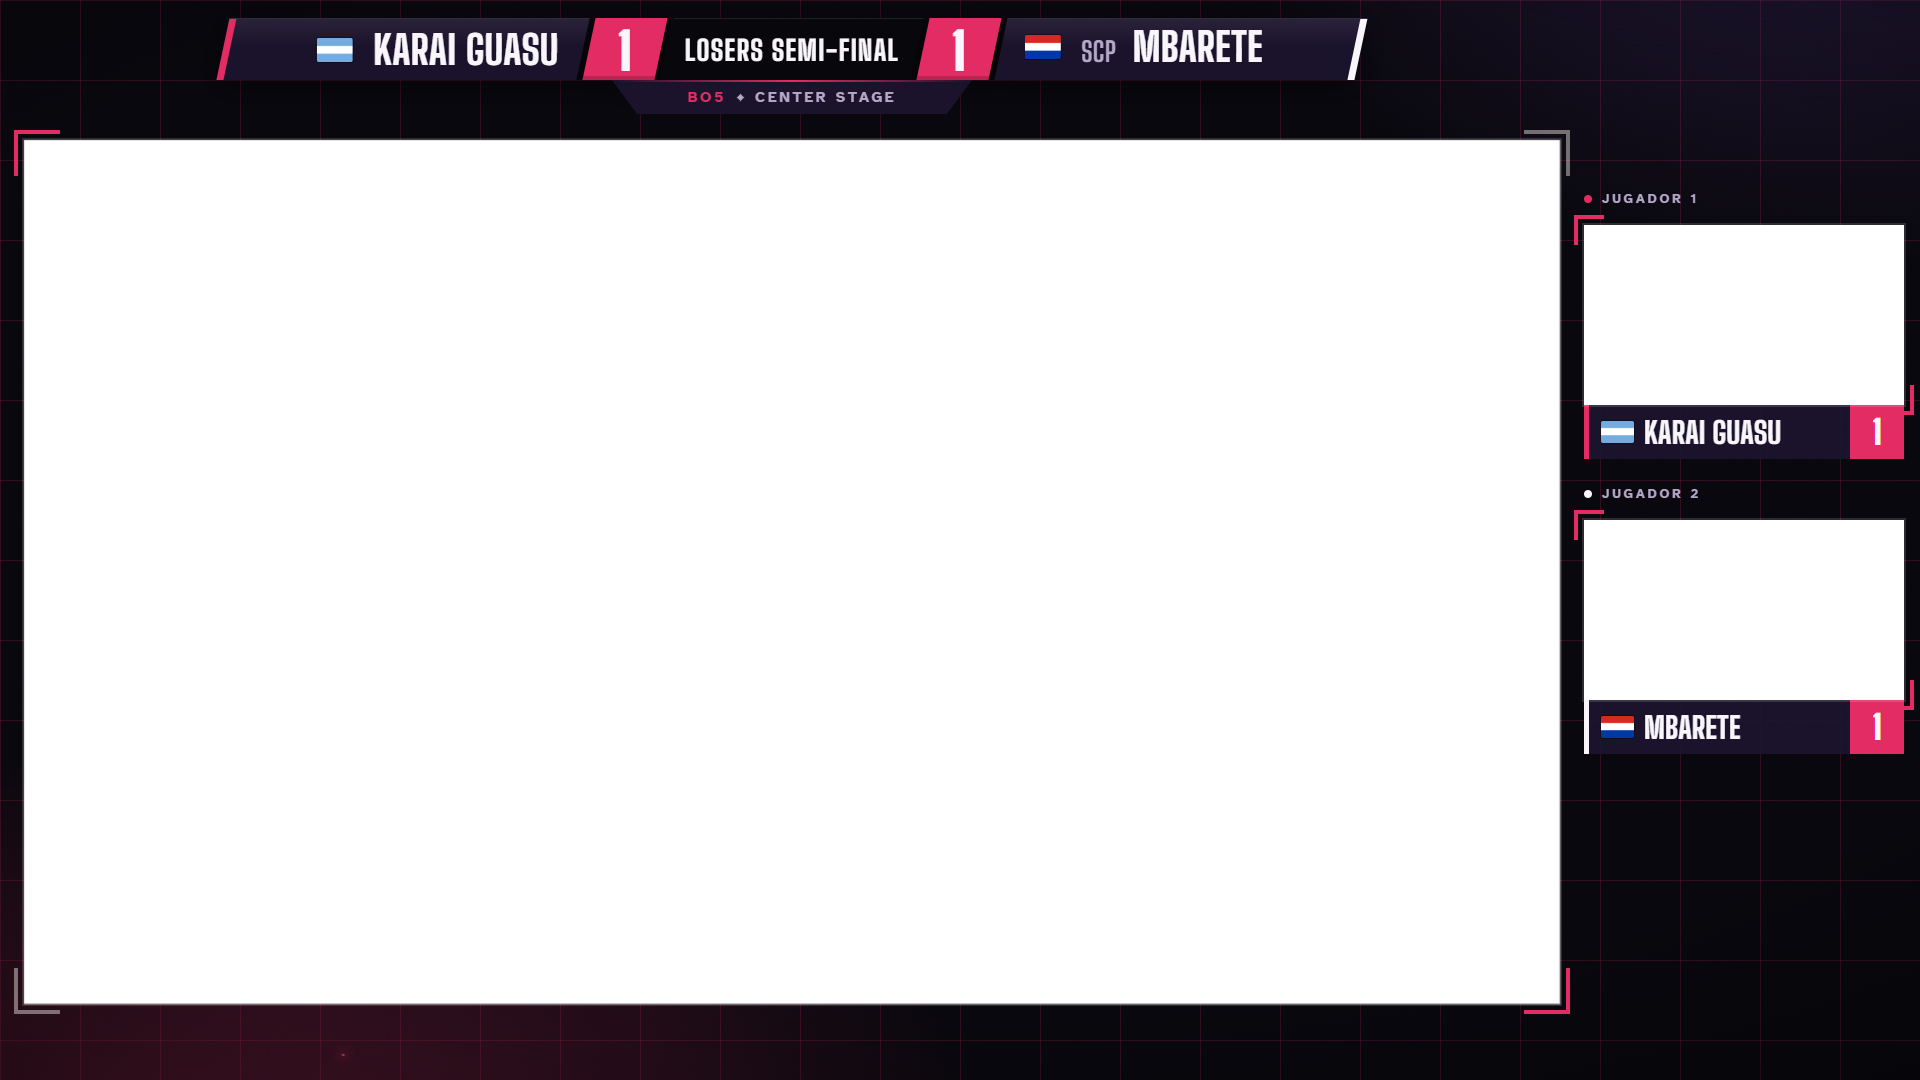 KARAI GUASU 1 LOSERS SEMI-FINAL 1 SCP MBARETE
BO5 ◆ CENTER STAGE
JUGADOR 1
KARAI GUASU 1
JUGADOR 2
MBARETE 1